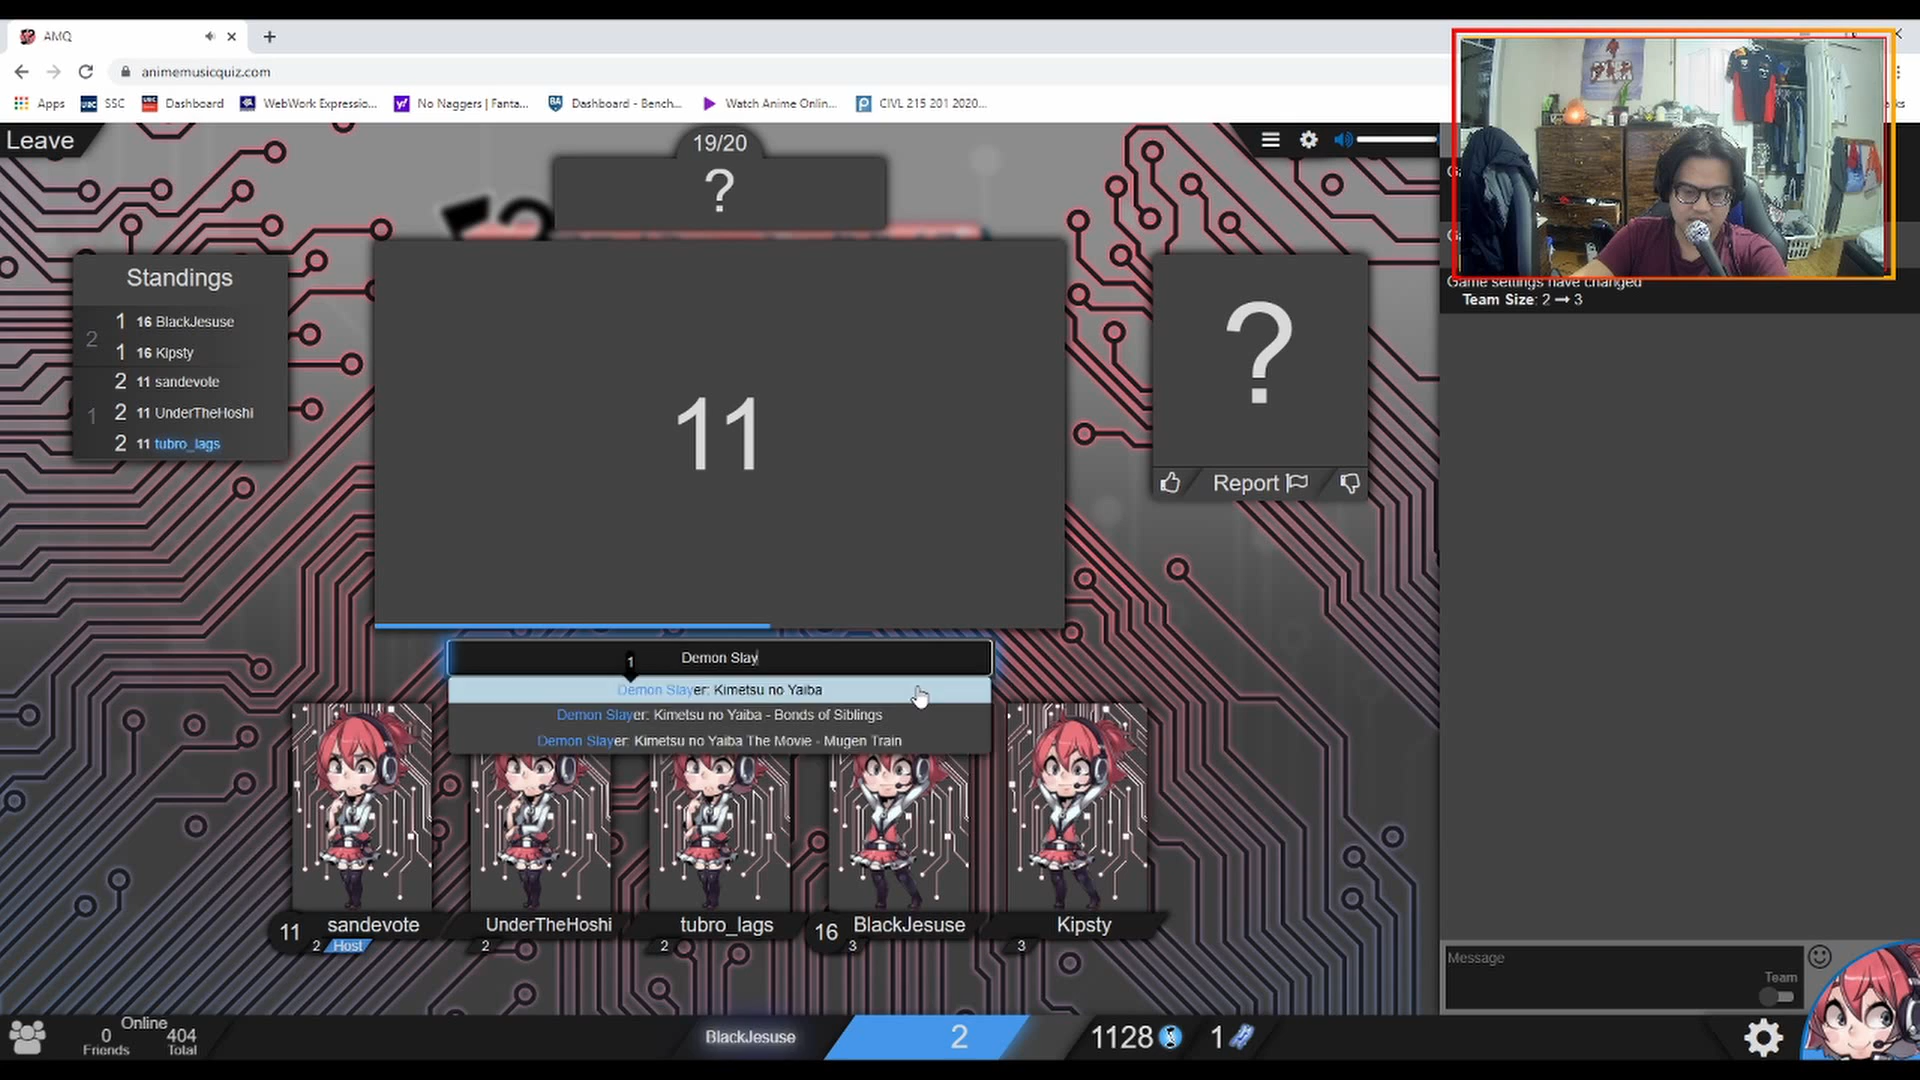 AMQ
animemusicquiz.com
Apps SSC Dashboard WebWork Expressio... No Naggers | Fanta... Dashboard - Bench... Watch Anime Onlin... CIVL 215 201 2020...
Leave
19/20
?
Standings
2
1 16 BlackJesuse
1 16 Kipsty
1
2 11 sandevote
2 11 UnderTheHoshi
2 11 tubro_lags
11
?
Report
Game settings have changed
Team Size: 2 → 3
1
Demon Slay
Demon Slayer: Kimetsu no Yaiba
Demon Slayer: Kimetsu no Yaiba - Bonds of Siblings
Demon Slayer: Kimetsu no Yaiba The Movie - Mugen Train
11 sandevote UnderTheHoshi tubro_lags 16 BlackJesuse Kipsty
2 Host 2 2 3 3
Message
Team
Online
0 404
Friends Total
BlackJesuse 2 1128 1